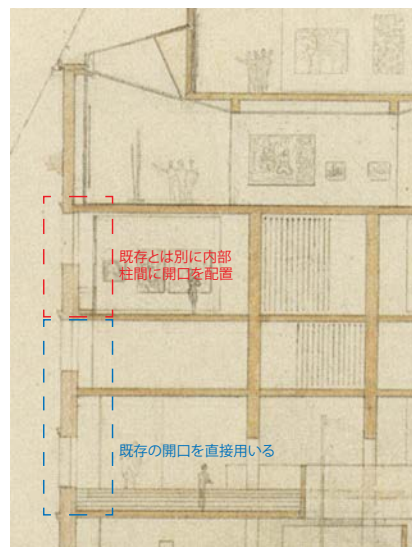 既存とは別に内部
柱間に開口を配置
既存の開口を直接用いる